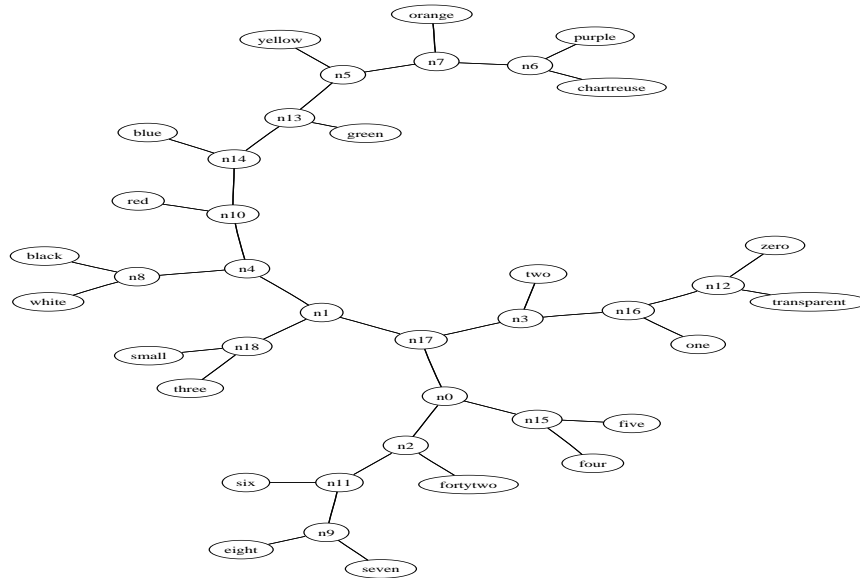 orange
purple
yellow
n7
n6
n5
chartreuse
n13
blue
green
n14
red
n10
zero
black
n4
two
n8
n12
white
transparent
n1
n3
n16
n17
one
small
n18
three
n0
n15
five
n2
four
six
n11
fortytwo
n9
eight
seven